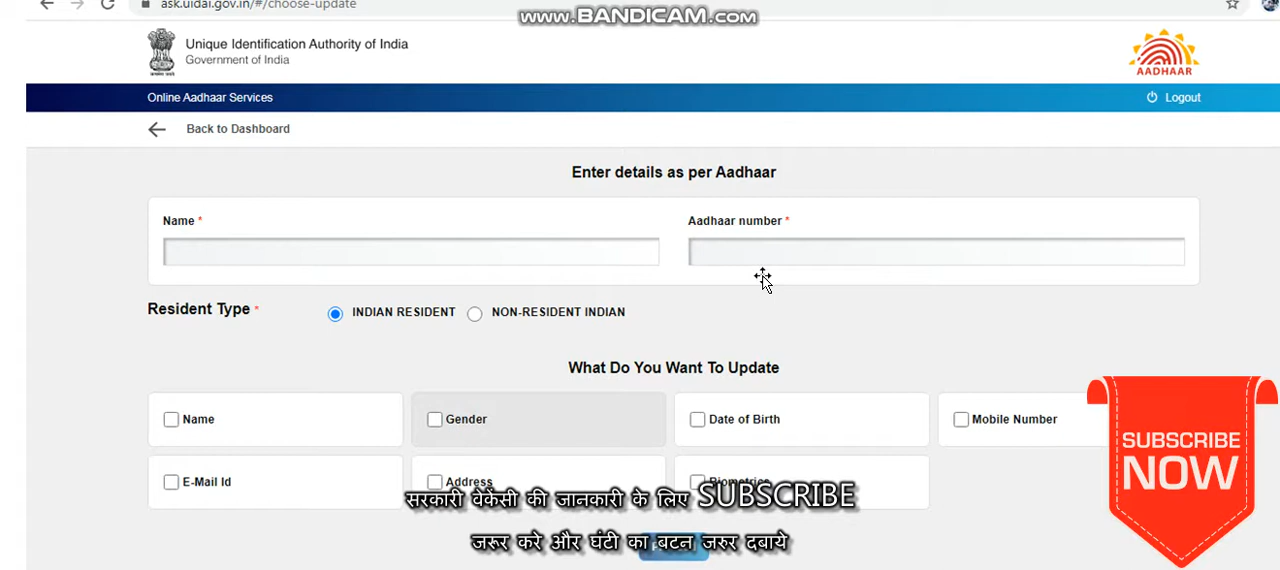 ask.uidai.gov.in/#/choose-update
www.BANDICAM.com
Unique Identification Authority of India
Government of India
AADHAAR
Online Aadhaar Services
Logout
Back to Dashboard
Enter details as per Aadhaar
Name *
Aadhaar number *
Resident Type *
INDIAN RESIDENT
NON-RESIDENT INDIAN
What Do You Want To Update
Name
Gender
Date of Birth
Mobile Number
E-Mail Id
Address
Biometrics
सरकारी वेकेंसी की जानकारी के लिए SUBSCRIBE
जरूर करे और घंटी का बटन जरुर दबाये
SUBSCRIBE
NOW